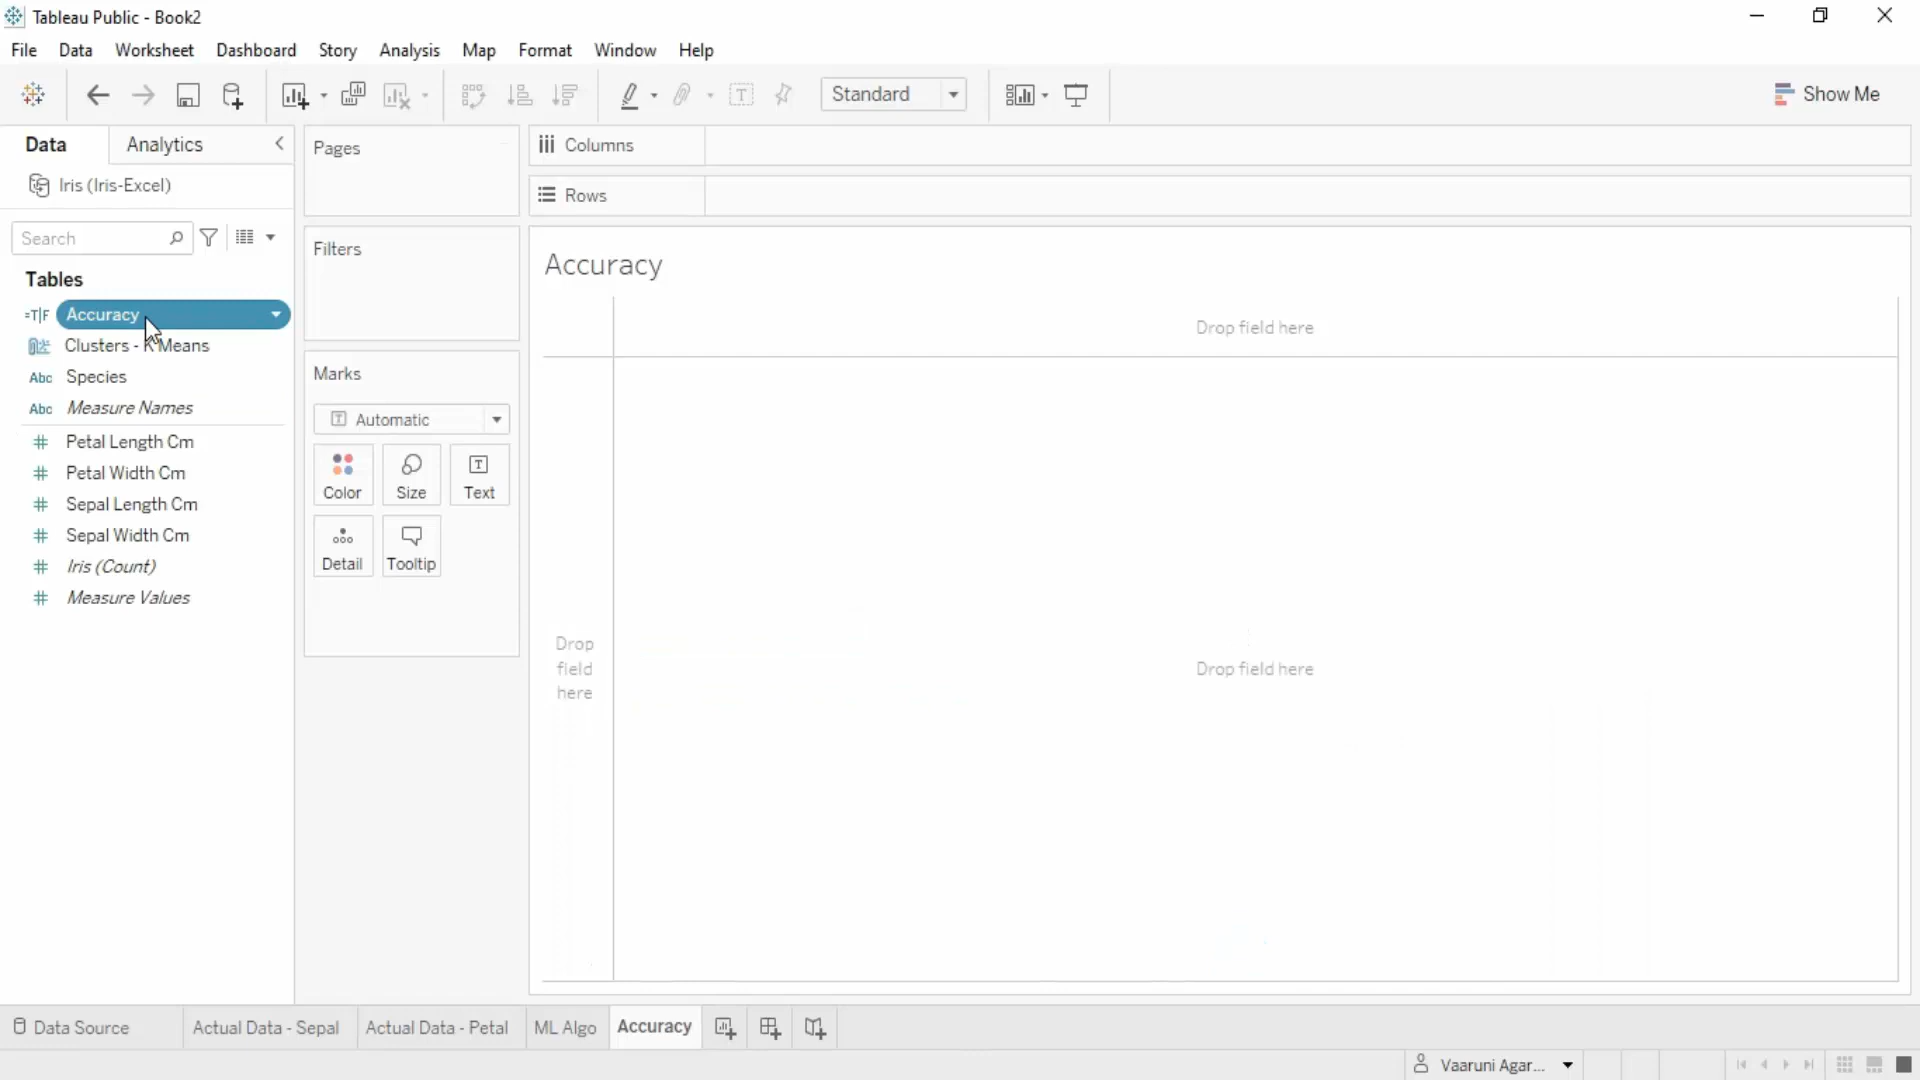 Tableau Public - Book2
File Data Worksheet Dashboard Story Analysis Map Format Window Help
Standard
Show Me
Data Analytics
Iris (Iris-Excel)
Search
Tables
=T|F Accuracy
Clusters - K Means
Abc Species
Abc Measure Names
# Petal Length Cm
# Petal Width Cm
# Sepal Length Cm
# Sepal Width Cm
# Iris (Count)
# Measure Values
Pages
Filters
Marks
Automatic
Color Size Text
Detail Tooltip
Columns
Rows
Accuracy
Drop field here
Drop
field
here
Drop field here
Data Source Actual Data - Sepal Actual Data - Petal ML Algo Accuracy
Vaaruni Agar...